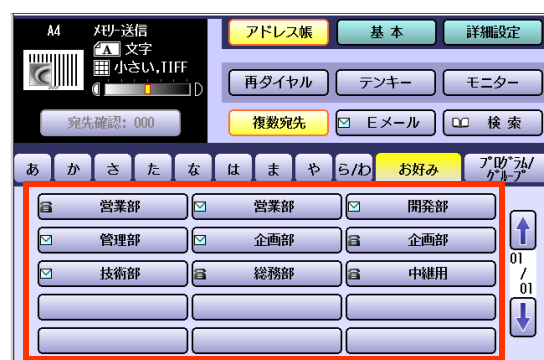 A4 ﾒﾓﾘｰ送信
A 文字
小さい,TIFF
D
宛先確認: 000
アドレス帳 基本 詳細設定
再ダイヤル テンキー モニター
複数宛先 Eメール 検索
あ か さ た な は ま や ら/わ お好み ﾌﾟﾛｸﾞﾗﾑ/
ｸﾞﾙｰﾌﾟ
営業部 営業部 開発部
管理部 企画部 企画部
技術部 総務部 中継用
01
/
01